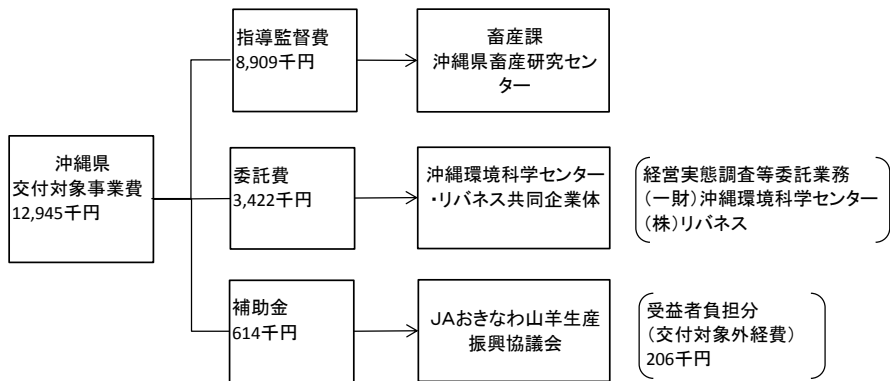 沖縄県
交付対象事業費
12,945千円
指導監督費
8,909千円
畜産課
沖縄県畜産研究セン
ター
委託費
3,422千円
沖縄環境科学センター
・リバネス共同企業体
経営実態調査等委託業務
(一財)沖縄環境科学センター
(株)リバネス
補助金
614千円
JAおきなわ山羊生産
振興協議会
受益者負担分
(交付対象外経費)
206千円